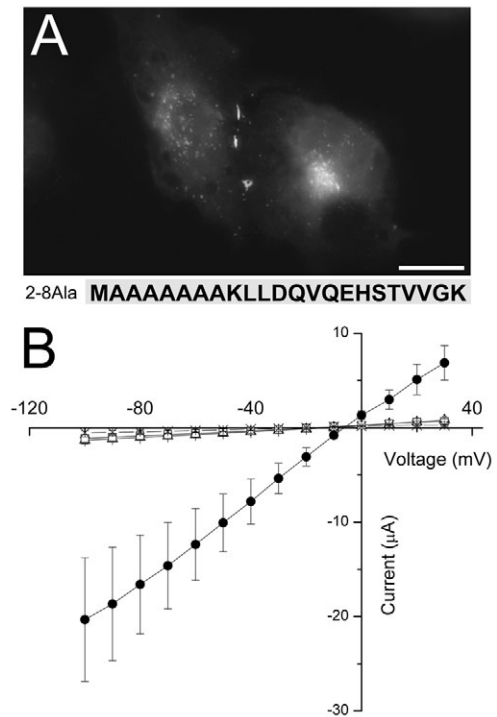 A
2-8Ala MAAAAAAAKLLDQVQEHSTVVGK
B
10
-120 -80 -40 40
Voltage (mV)
-10
Current (µA)
-20
-30